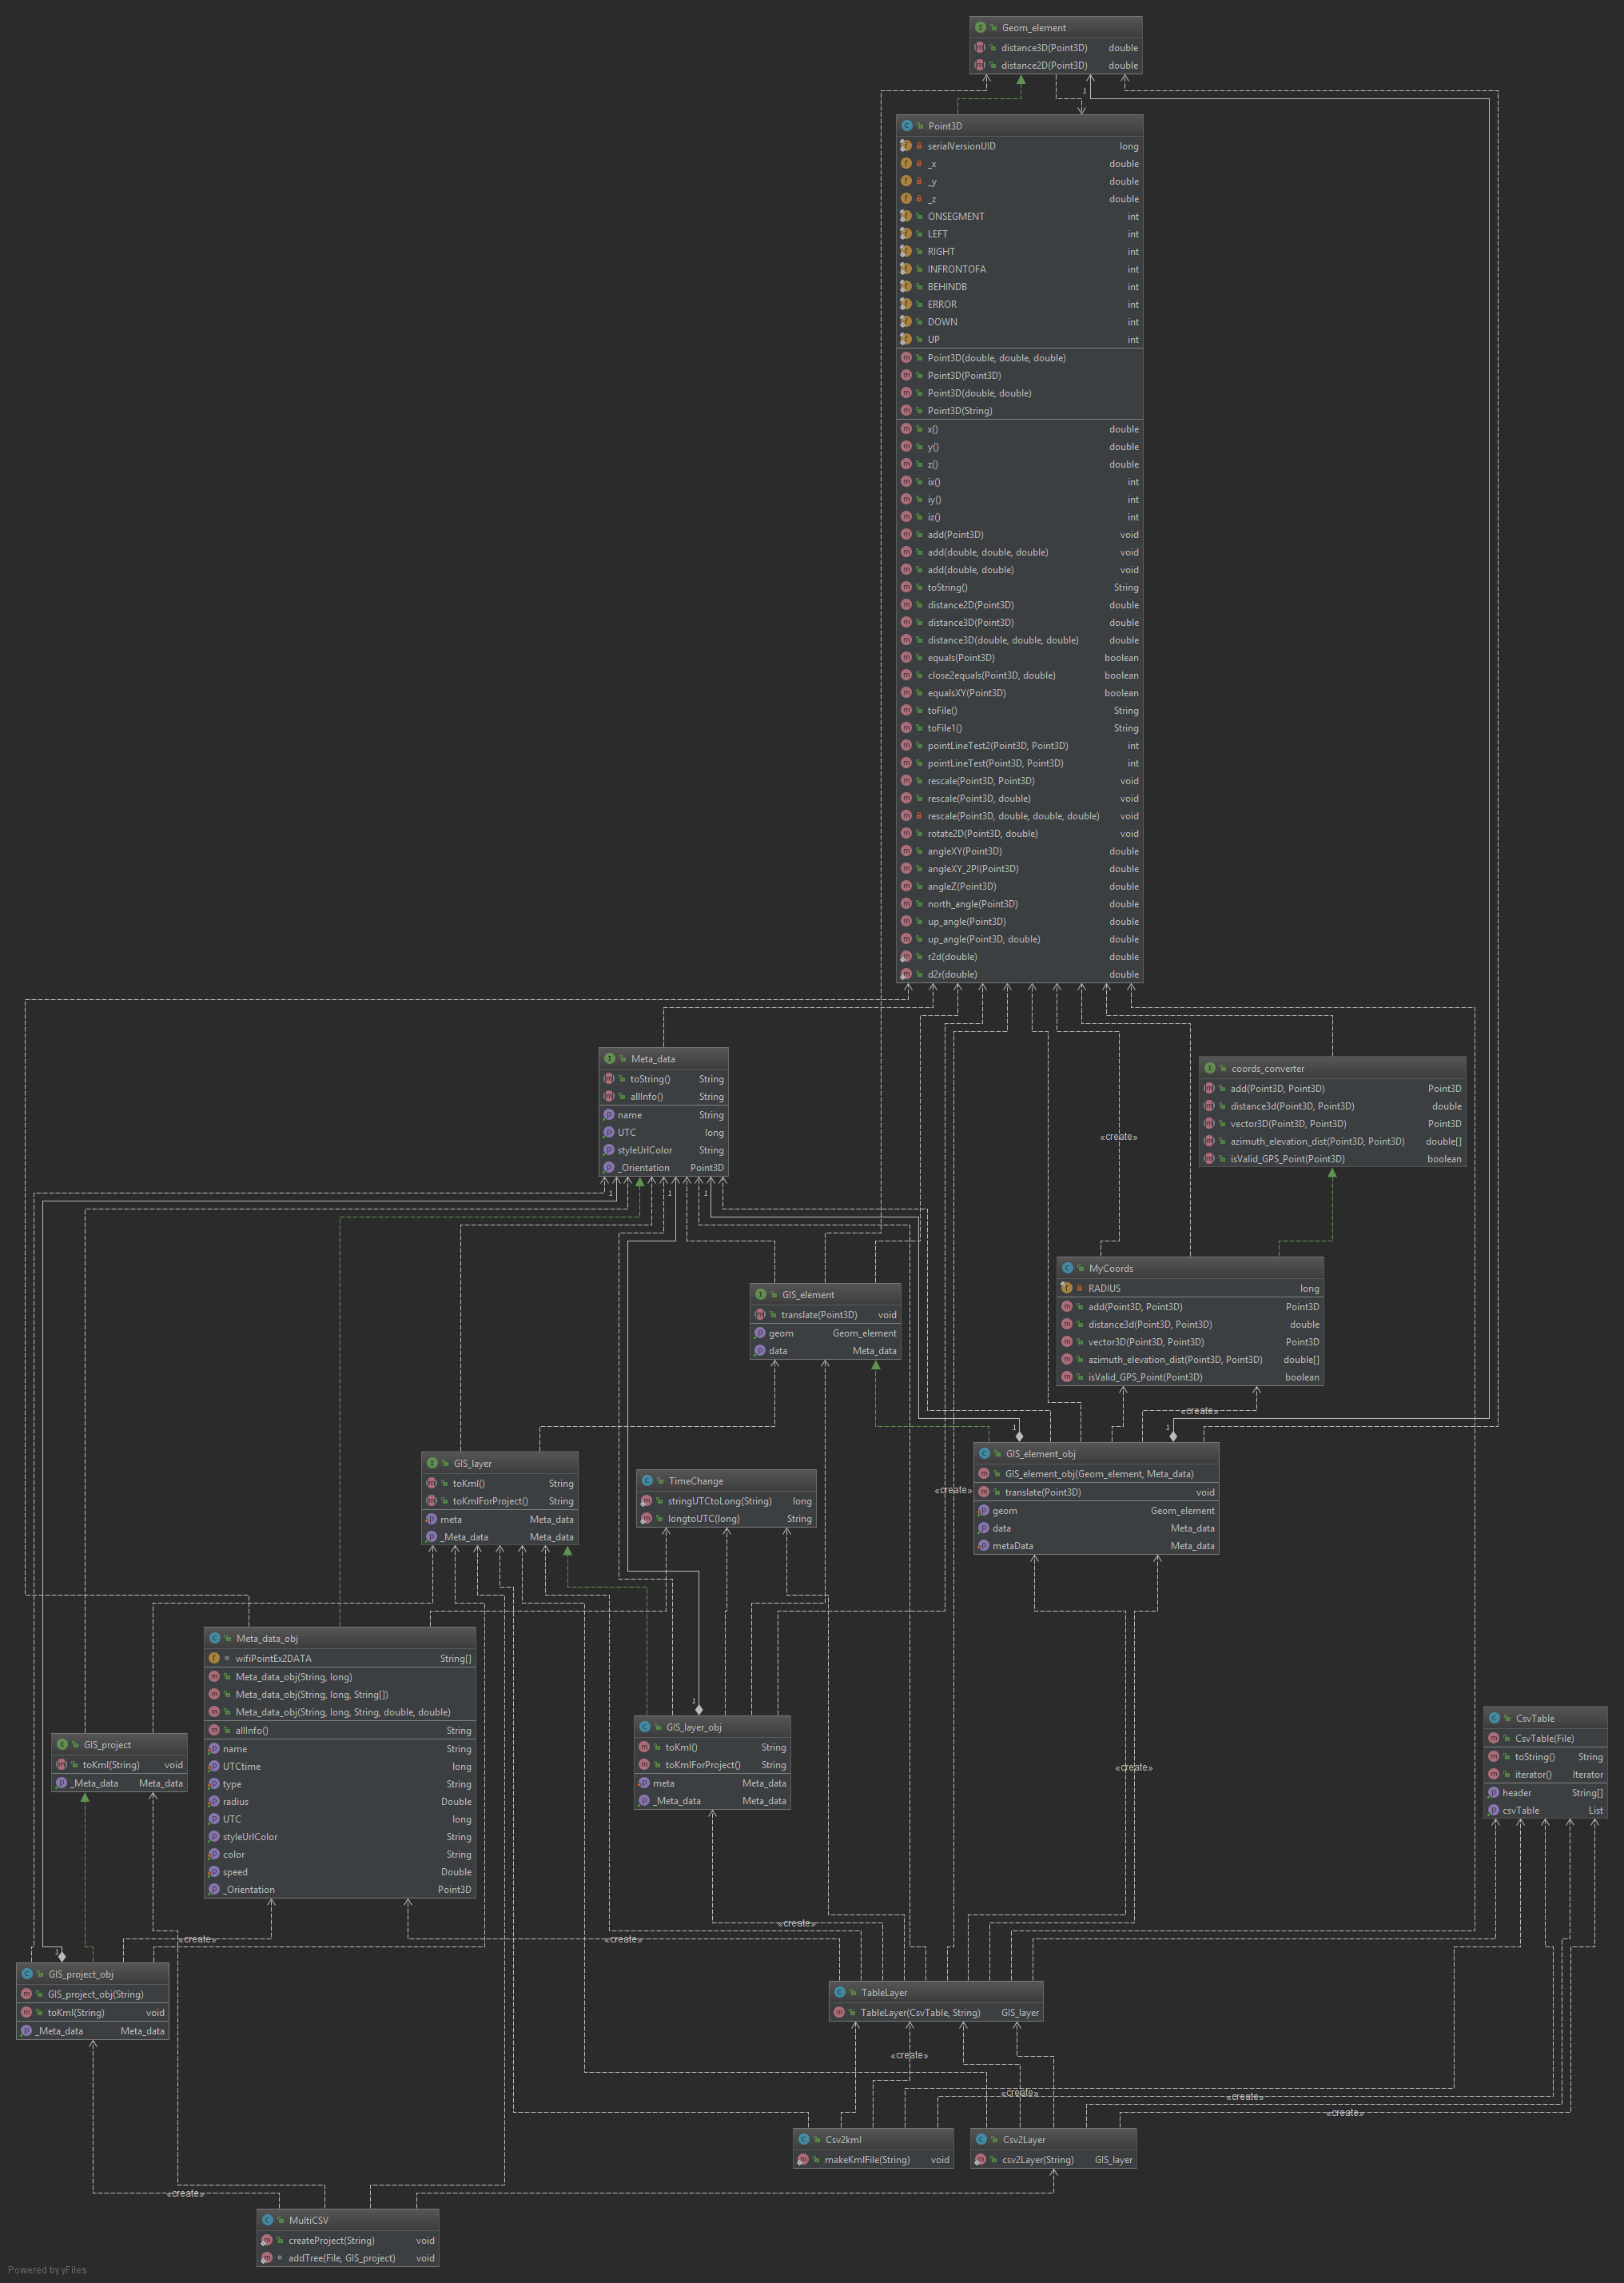 Geom_element
distance3D(Point3D) double
distance2D(Point3D) double
1
Point3D
serialVersionUID long
_x double
_y double
_z double
ONSEGMENT int
LEFT int
RIGHT int
INFRONTOFA int
BEHINDB int
ERROR int
DOWN int
UP int
Point3D(double, double, double)
Point3D(Point3D)
Point3D(double, double)
Point3D(String)
x() double
y() double
z() double
ix() int
iy() int
iz() int
add(Point3D) void
add(double, double, double) void
add(double, double) void
toString() String
distance2D(Point3D) double
distance3D(Point3D) double
distance3D(double, double, double) double
equals(Point3D) boolean
close2equals(Point3D, double) boolean
equalsXY(Point3D) boolean
toFile() String
toFile1() String
pointLineTest2(Point3D, Point3D) int
pointLineTest(Point3D, Point3D) int
rescale(Point3D, Point3D) void
rescale(Point3D, double) void
rescale(Point3D, double, double, double) void
rotate2D(Point3D, double) void
angleXY(Point3D) double
angleXY_2PI(Point3D) double
angleZ(Point3D) double
north_angle(Point3D) double
up_angle(Point3D) double
up_angle(Point3D, double) double
r2d(double) double
d2r(double) double
Meta_data
toString() String
allInfo() String
name String
UTC long
styleUrlColor String
_Orientation Point3D
1
1
1
coords_converter
add(Point3D, Point3D) Point3D
distance3d(Point3D, Point3D) double
vector3D(Point3D, Point3D) Point3D
azimuth_elevation_dist(Point3D, Point3D) double[]
isValid_GPS_Point(Point3D) boolean
«create»
MyCoords
RADIUS long
add(Point3D, Point3D) Point3D
distance3d(Point3D, Point3D) double
vector3D(Point3D, Point3D) Point3D
azimuth_elevation_dist(Point3D, Point3D) double[]
isValid_GPS_Point(Point3D) boolean
GIS_element
translate(Point3D) void
geom Geom_element
data Meta_data
«create»
1
1
GIS_element_obj
GIS_element_obj(Geom_element, Meta_data)
translate(Point3D) void
geom Geom_element
data Meta_data
metaData Meta_data
«create»
GIS_layer
toKml() String
toKmlForProject() String
meta Meta_data
_Meta_data Meta_data
TimeChange
stringUTCtoLong(String) long
longtoUTC(long) String
Meta_data_obj
wifiPointEx2DATA String[]
Meta_data_obj(String, long)
Meta_data_obj(String, long, String[])
Meta_data_obj(String, long, String, double, double)
allInfo() String
name String
UTCtime long
type String
radius Double
UTC long
styleUrlColor String
color String
speed Double
_Orientation Point3D
GIS_project
toKml(String) void
_Meta_data Meta_data
1
GIS_layer_obj
toKml() String
toKmlForProject() String
meta Meta_data
_Meta_data Meta_data
«create»
CsvTable
CsvTable(File)
toString() String
iterator() Iterator
header String[]
csvTable List
«create»
«create»
«create»
1
GIS_project_obj
GIS_project_obj(String)
toKml(String) void
_Meta_data Meta_data
TableLayer
TableLayer(CsvTable, String) GIS_layer
«create»
«create»
«create»
«create»
Csv2kml
makeKmlFile(String) void
Csv2Layer
csv2Layer(String) GIS_layer
«create»
MultiCSV
createProject(String) void
addTree(File, GIS_project) void
Powered by yFiles